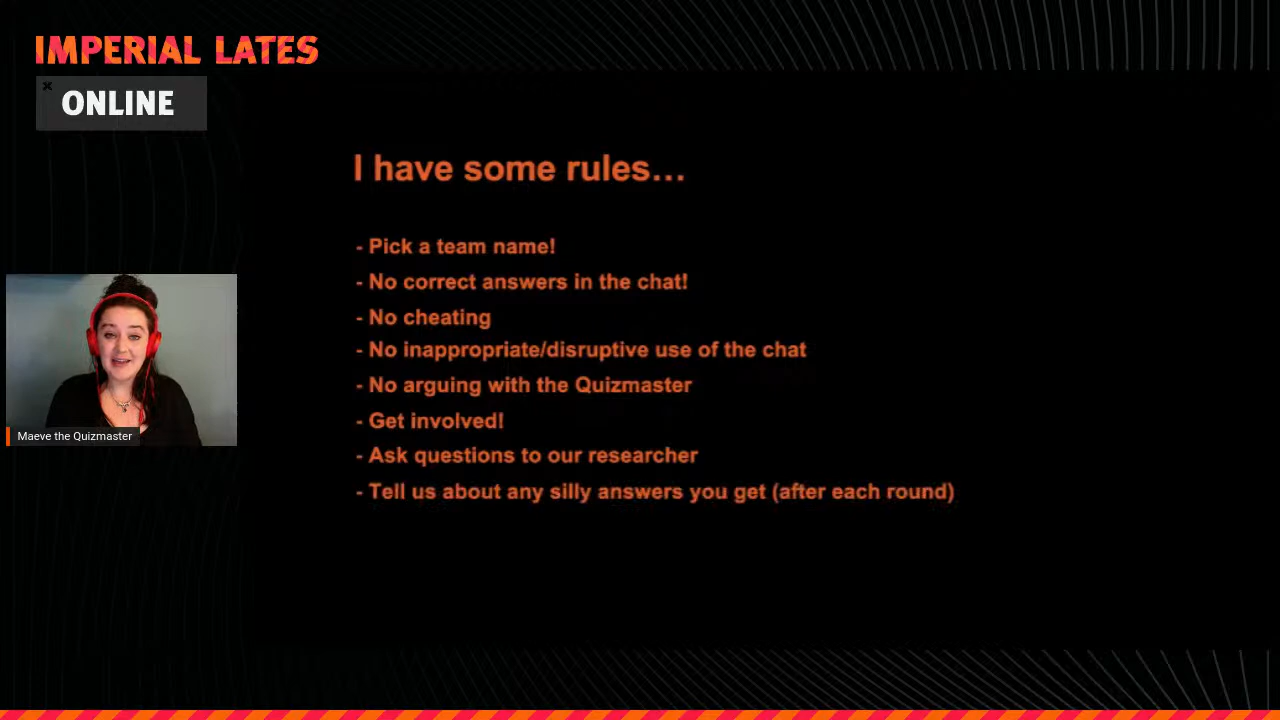 IMPERIAL LATES
ONLINE
I have some rules...
- Pick a team name!
- No correct answers in the chat!
- No cheating
- No inappropriate/disruptive use of the chat
- No arguing with the Quizmaster
- Get involved!
- Ask questions to our researcher
- Tell us about any silly answers you get (after each round)
Maeve the Quizmaster